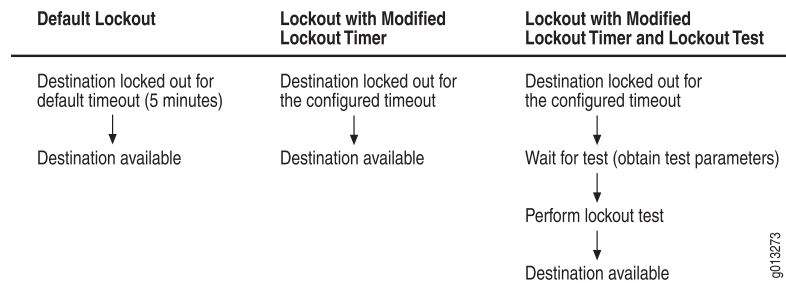 Default Lockout
Lockout with Modified
Lockout Timer
Lockout with Modified
Lockout Timer and Lockout Test
Destination locked out for
default timeout (5 minutes)
Destination available
Destination locked out for
the configured timeout
Destination available
Destination locked out for
the configured timeout
Wait for test (obtain test parameters)
Perform lockout test
Destination available
g013273